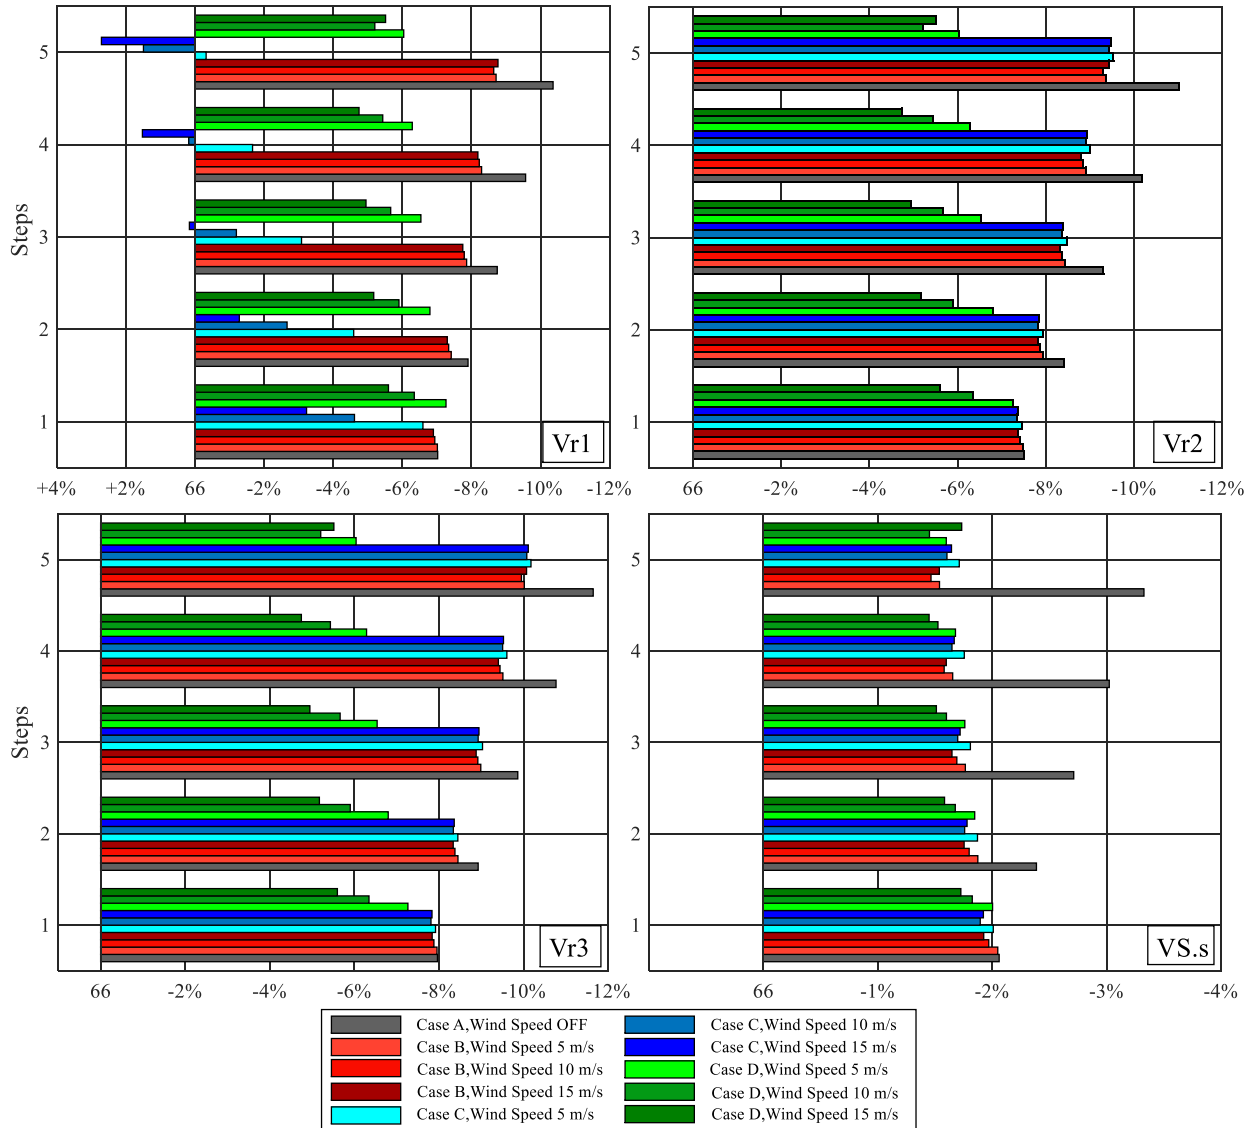 5
4
Steps
3
2
1
Vr1
+4% +2% 66 -2% -4% -6% -8% -10% -12%
5
4
3
2
1
Vr2
66 -2% -4% -6% -8% -10% -12%
5
4
Steps
3
2
1
Vr3
66 -2% -4% -6% -8% -10% -12%
5
4
3
2
1
VS.s
66 -1% -2% -3% -4%
Case A,Wind Speed OFF
Case B,Wind Speed 5 m/s
Case B,Wind Speed 10 m/s
Case B,Wind Speed 15 m/s
Case C,Wind Speed 5 m/s
Case C,Wind Speed 10 m/s
Case C,Wind Speed 15 m/s
Case D,Wind Speed 5 m/s
Case D,Wind Speed 10 m/s
Case D,Wind Speed 15 m/s